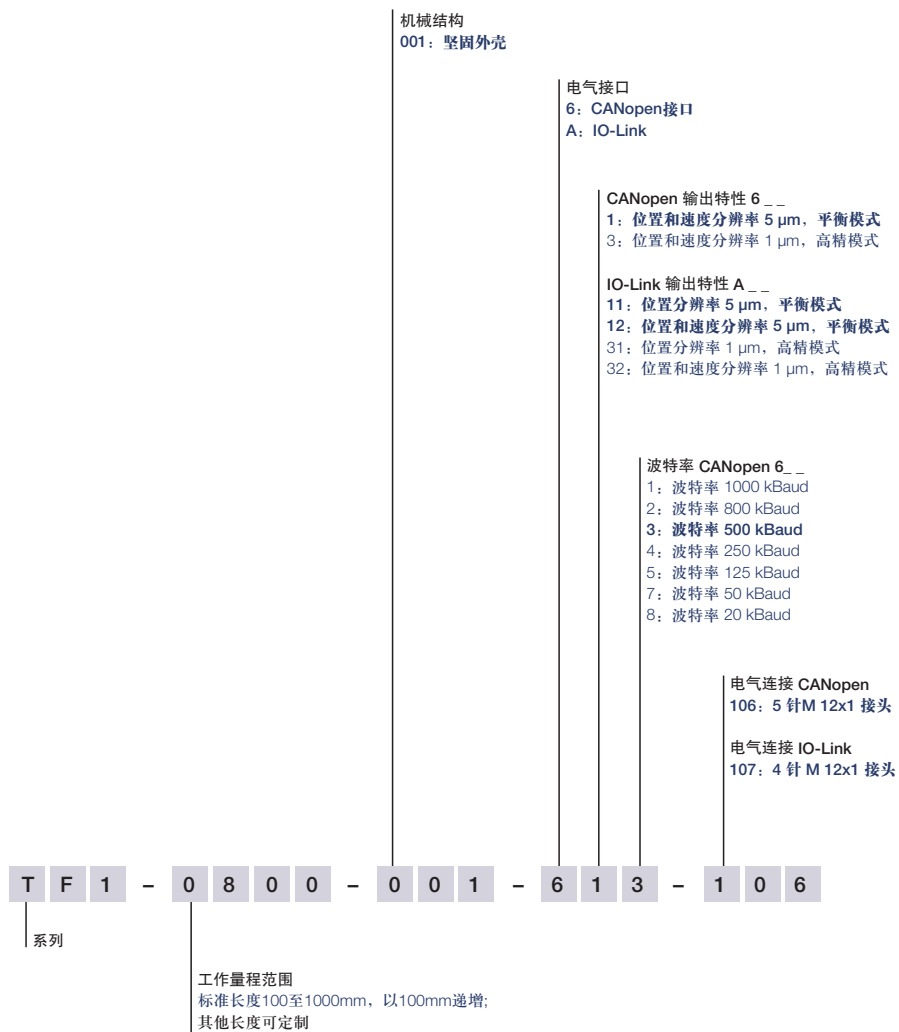 机械结构
001：坚固外壳
电气接口
6：CANopen接口
A：IO-Link
CANopen 输出特性 6 _ _
1：位置和速度分辨率 5 µm，平衡模式
3：位置和速度分辨率 1 µm，高精模式
IO-Link 输出特性 A _ _
11：位置分辨率 5 µm，平衡模式
12：位置和速度分辨率 5 µm，平衡模式
31：位置分辨率 1 µm，高精模式
32：位置和速度分辨率 1 µm，高精模式
波特率 CANopen 6_ _
1：波特率 1000 kBaud
2：波特率 800 kBaud
3：波特率 500 kBaud
4：波特率 250 kBaud
5：波特率 125 kBaud
7：波特率 50 kBaud
8：波特率 20 kBaud
电气连接 CANopen
106：5 针M 12x1 接头
电气连接 IO-Link
107：4 针 M 12x1 接头
T F 1 – 0 8 0 0 – 0 0 1 – 6 1 3 – 1 0 6
系列
工作量程范围
标准长度100至1000mm，以100mm递增;
其他长度可定制